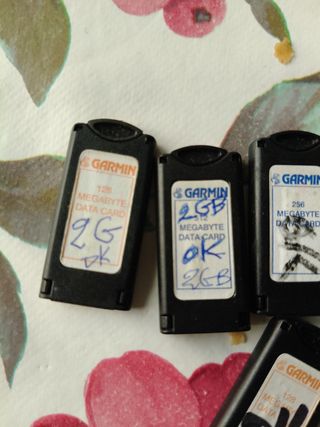 GARMIN
128
MEGABYTE
DATA CARD
2G
OK
GARMIN
2GB
512
MEGABYTE
DATA CARD
OK
2GB
GARMIN
256
MEGABYTE
DATA CARD
GARMIN
128